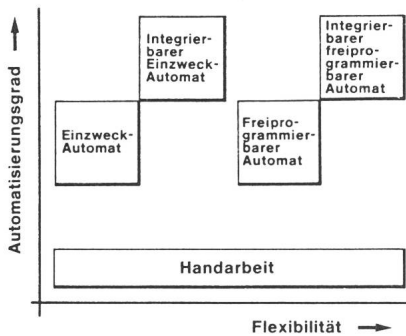 Automatisierungsgrad
Integrier-
barer
Einzweck-
Automat
Integrier-
barer
freipro-
grammier-
barer
Automat
Einzweck-
Automat
Freipro-
grammier-
barer
Automat
Handarbeit
Flexibilität